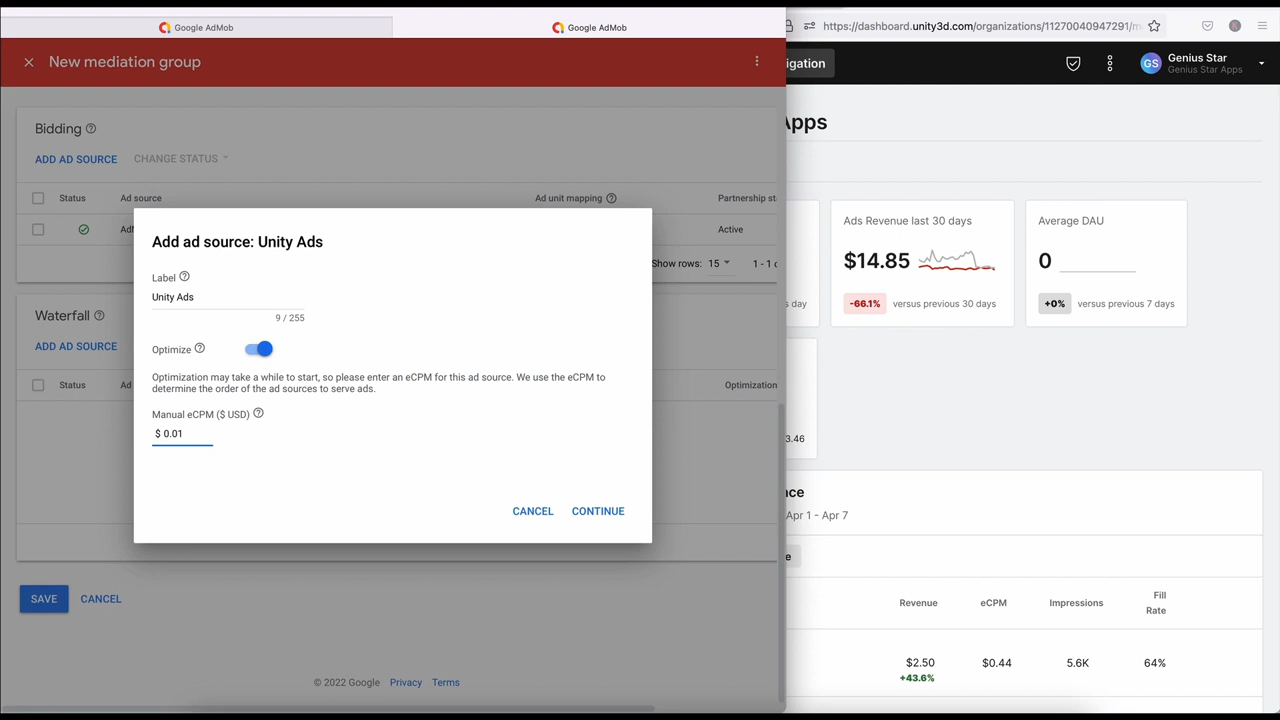 Google AdMob
Google AdMob
New mediation group
Bidding
ADD AD SOURCE
CHANGE STATUS
Status
Ad source
Ad unit mapping
Active
Show rows:
15
Waterfall
ADD AD SOURCE
Status
Ad
Optimization
Add ad source: Unity Ads
Label
Unity Ads
9 / 255
Optimize
Optimization may take a while to start, so please enter an eCPM for this ad source. We use the eCPM to
determine the order of the ad sources to serve ads.
Manual eCPM ($ USD)
$ 0.01
CANCEL
CONTINUE
SAVE
CANCEL
© 2022 Google
Privacy
Terms
https://dashboard.unity3d.com/organizations/11270040947291/m
GS
Genius Star
Genius Star Apps
Apps
Ads Revenue last 30 days
$14.85
-66.1%
versus previous 30 days
Average DAU
0
+0%
versus previous 7 days
3.46
Apr 1 - Apr 7
Revenue
eCPM
Impressions
Fill
Rate
$2.50
$0.44
5.6K
64%
+43.6%